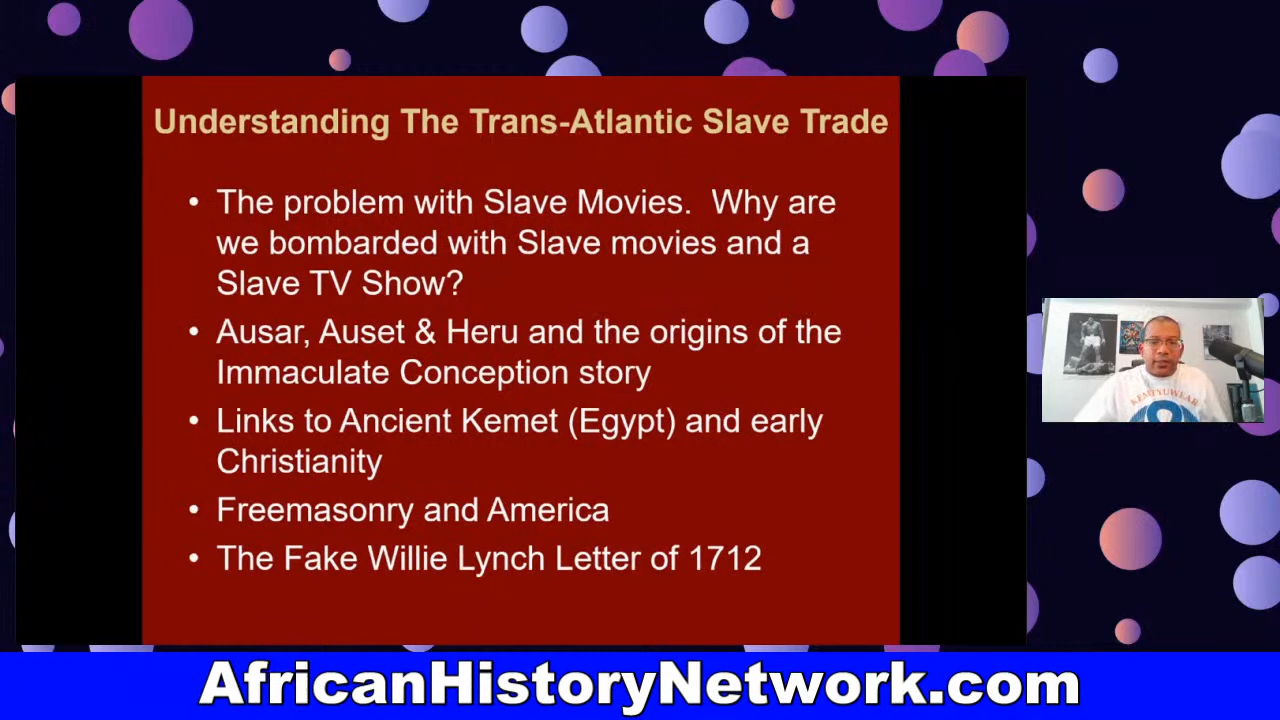 Understanding The Trans-Atlantic Slave Trade
• The problem with Slave Movies. Why are
we bombarded with Slave movies and a
Slave TV Show?
• Ausar, Auset & Heru and the origins of the
Immaculate Conception story
• Links to Ancient Kemet (Egypt) and early
Christianity
• Freemasonry and America
• The Fake Willie Lynch Letter of 1712
KEMETUWEAR
AfricanHistoryNetwork.com